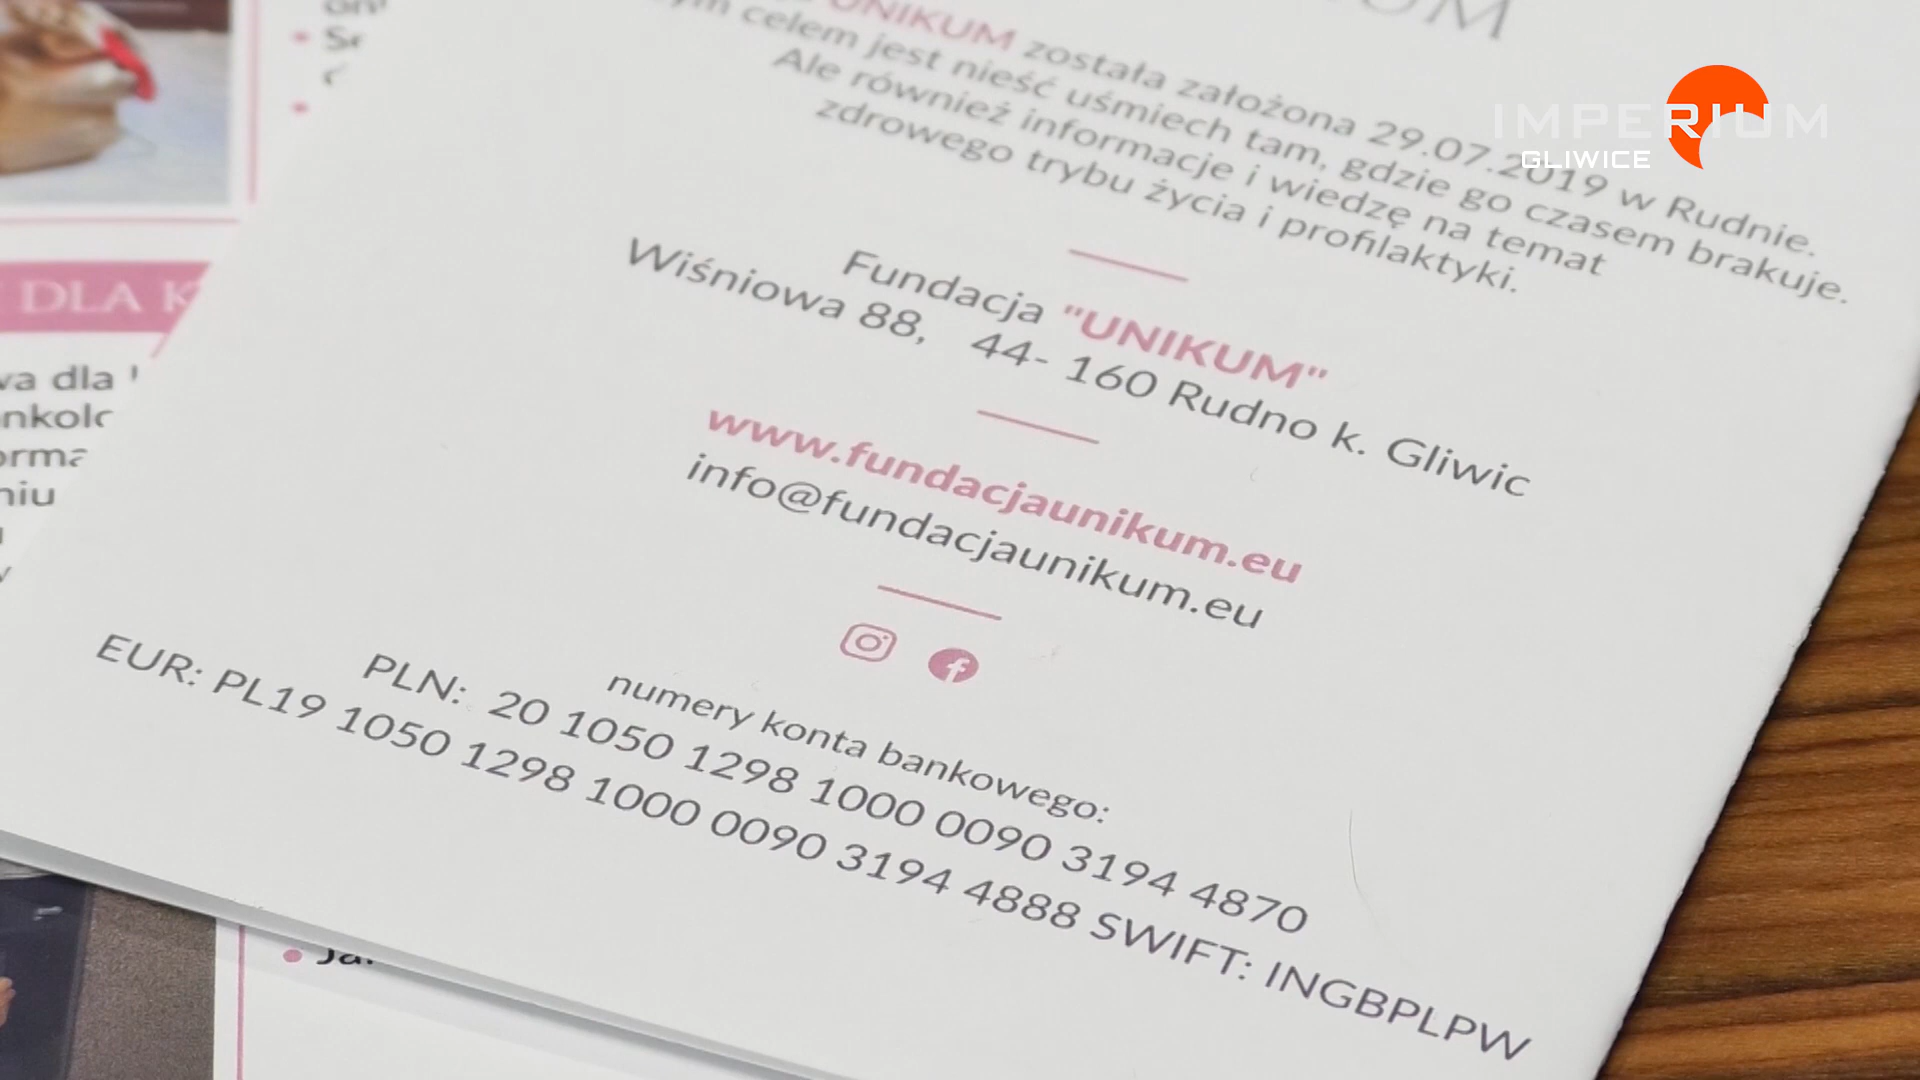 UNIKUM została założona 29.07.2019 w Rudnie.
celem jest nieść uśmiech tam, gdzie go czasem brakuje.
Ale również informacje i wiedzę na temat
zdrowego trybu życia i profilaktyki.
Fundacja "UNIKUM"
Wiśniowa 88, 44- 160 Rudno k. Gliwic
www.fundacjaunikum.eu
info@fundacjaunikum.eu
numery konta bankowego:
PLN: 20 1050 1298 1000 0090 3194 4870
EUR: PL19 1050 1298 1000 0090 3194 4888 SWIFT: INGBPLPW
DLA K
dla
IMPERIUM
GLIWICE